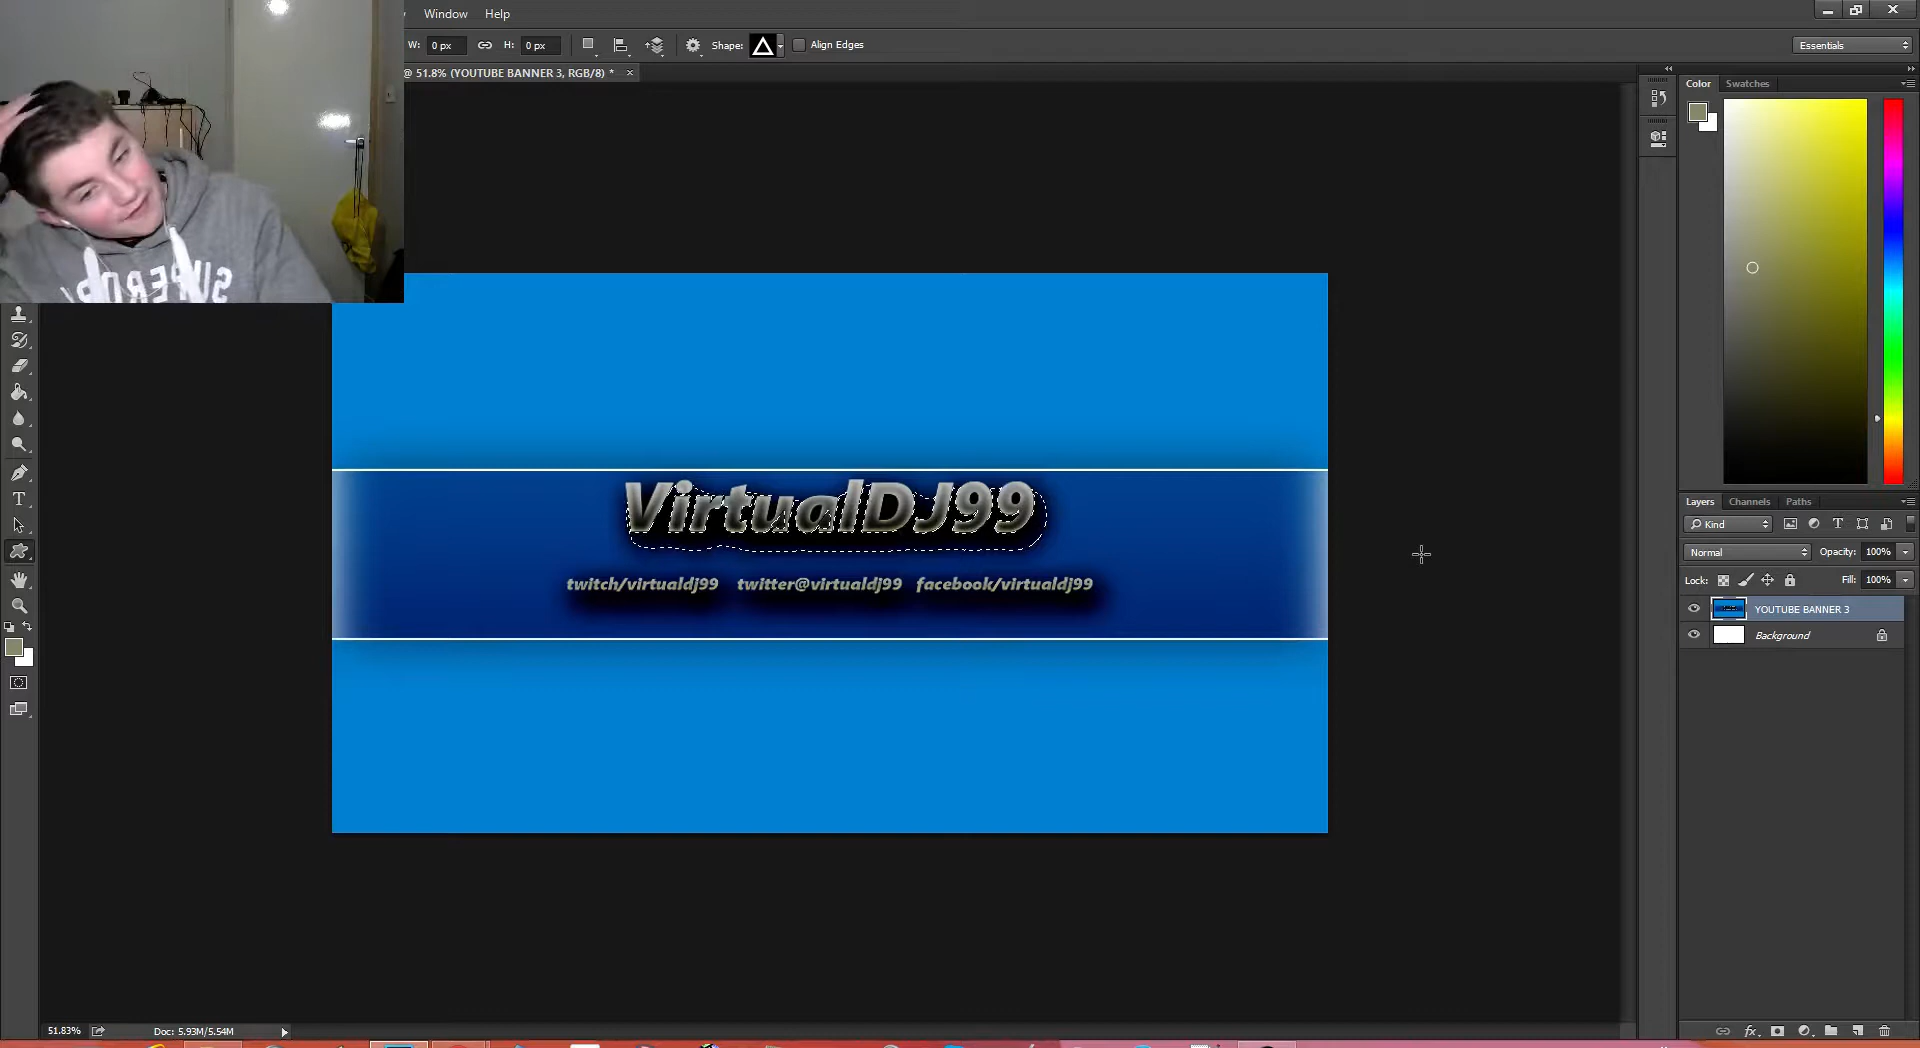 Window Help
W: 0 px H: 0 px Shape: Align Edges Essentials
@ 51.8% (YOUTUBE BANNER 3, RGB/8) * ×
Color Swatches
VirtualDJ99
twitch/virtualdj99 twitter@virtualdj99 facebook/virtualdj99
Layers Channels Paths
Kind
Normal Opacity: 100%
Lock: Fill: 100%
YOUTUBE BANNER 3
Background
51.83% Doc: 5.93M/5.54M